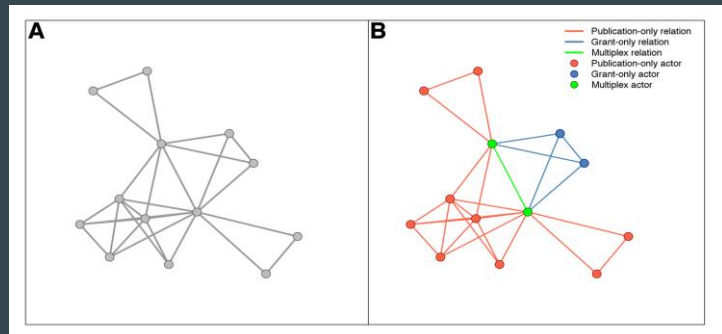 A
B
Publication-only relation
Grant-only relation
Multiplex relation
Publication-only actor
Grant-only actor
Multiplex actor